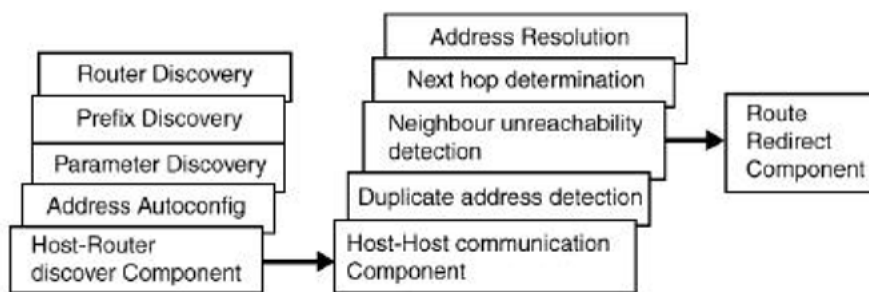 Router Discovery
Prefix Discovery
Parameter Discovery
Address Autoconfig
Host-Router
discover Component
Address Resolution
Next hop determination
Neighbour unreachability
detection
Duplicate address detection
Host-Host communication
Component
Route
Redirect
Component